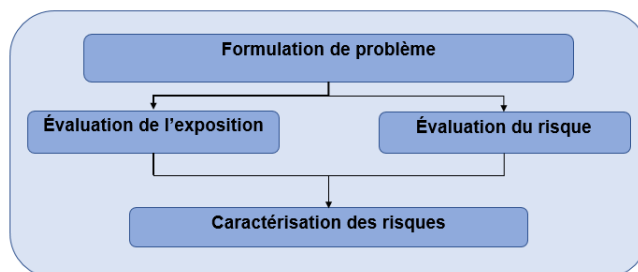 Formulation de problème
Évaluation de l’exposition
Évaluation du risque
Caractérisation des risques